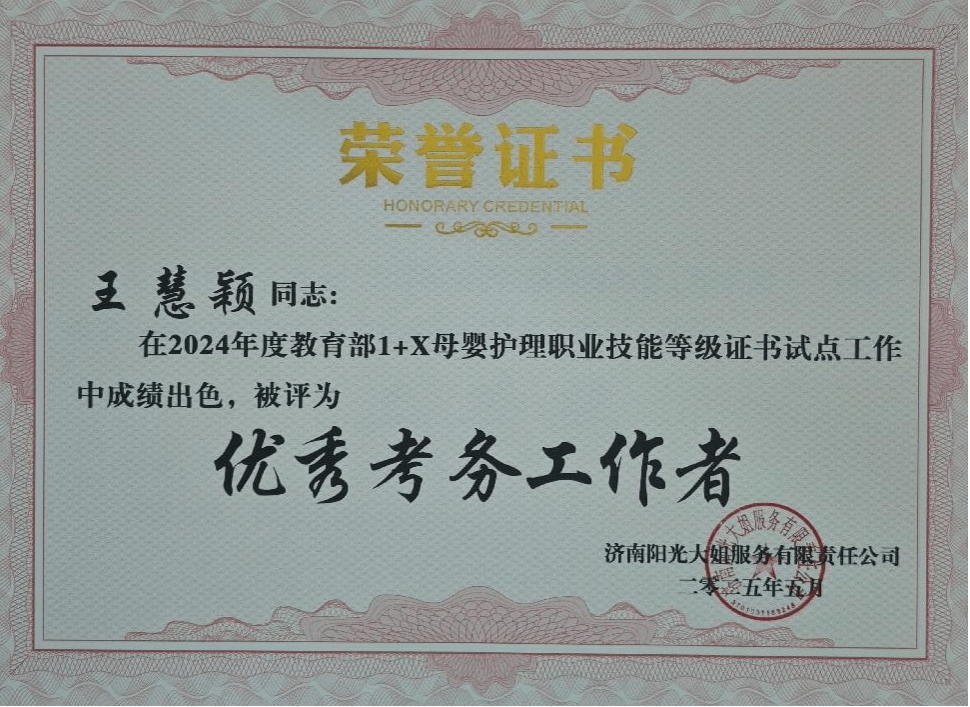 荣誉证书
HONORARY CREDENTIAL
王慧颖同志:
在2024年度教育部1+X母婴护理职业技能等级证书试点工作
中成绩出色，被评为
优秀考务工作者
济南阳光大姐服务有限责任公司
二零二五年五月